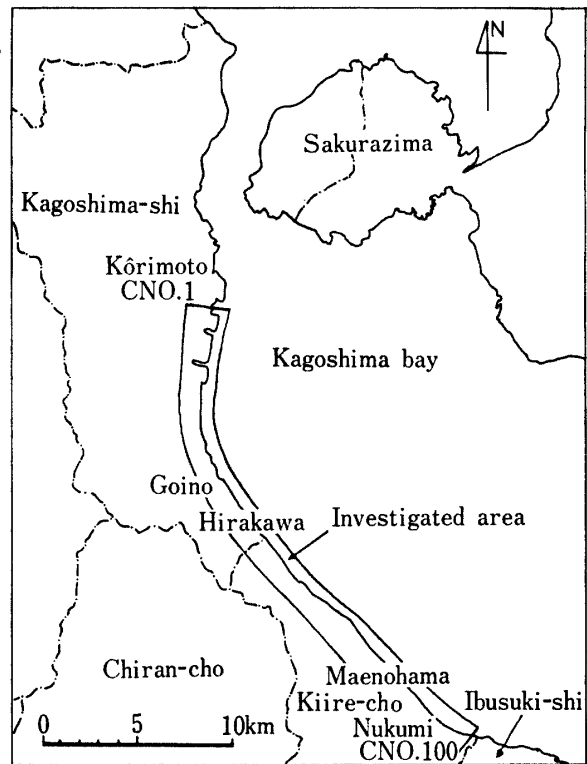 N
Sakurazima
Kagoshima-shi
Kôrimoto
CNO.1
Kagoshima bay
Goino
Hirakawa
Investigated area
Chiran-cho
Maenohama
Kiire-cho
Ibusuki-shi
Nukumi
CNO.100
0 5 10km